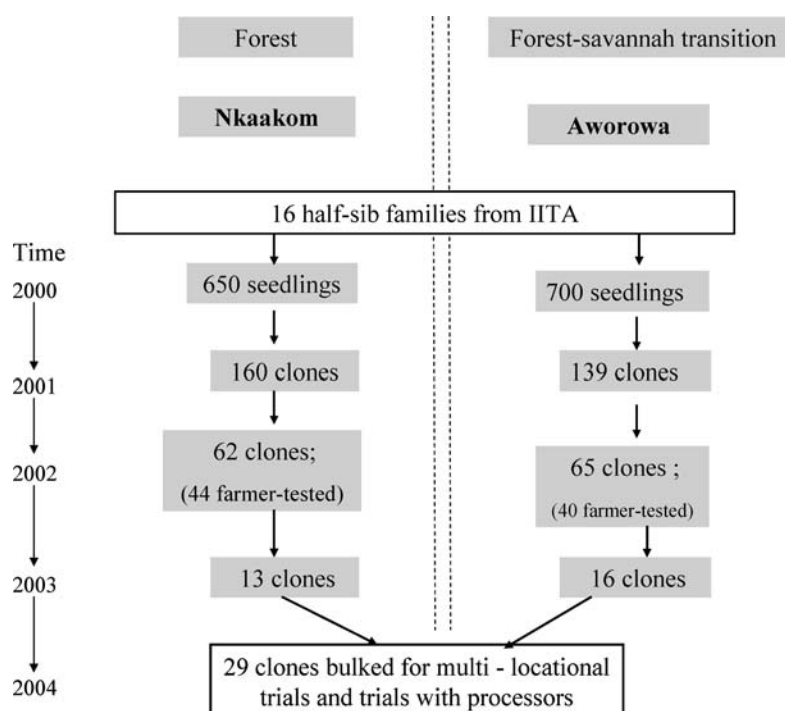 Forest
Forest-savannah transition
Nkaakom
Aworowa
16 half-sib families from IITA
Time
2000
650 seedlings
700 seedlings
2001
160 clones
139 clones
2002
62 clones;
(44 farmer-tested)
65 clones ;
(40 farmer-tested)
2003
13 clones
16 clones
2004
29 clones bulked for multi - locational
trials and trials with processors